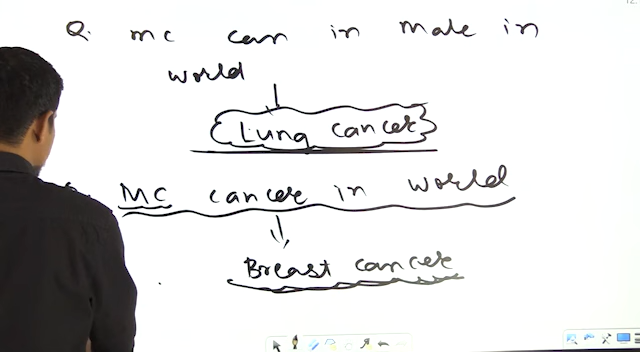 Q. mc can in male in
world
Lung cancer
MC cancer in world
Breast cancer